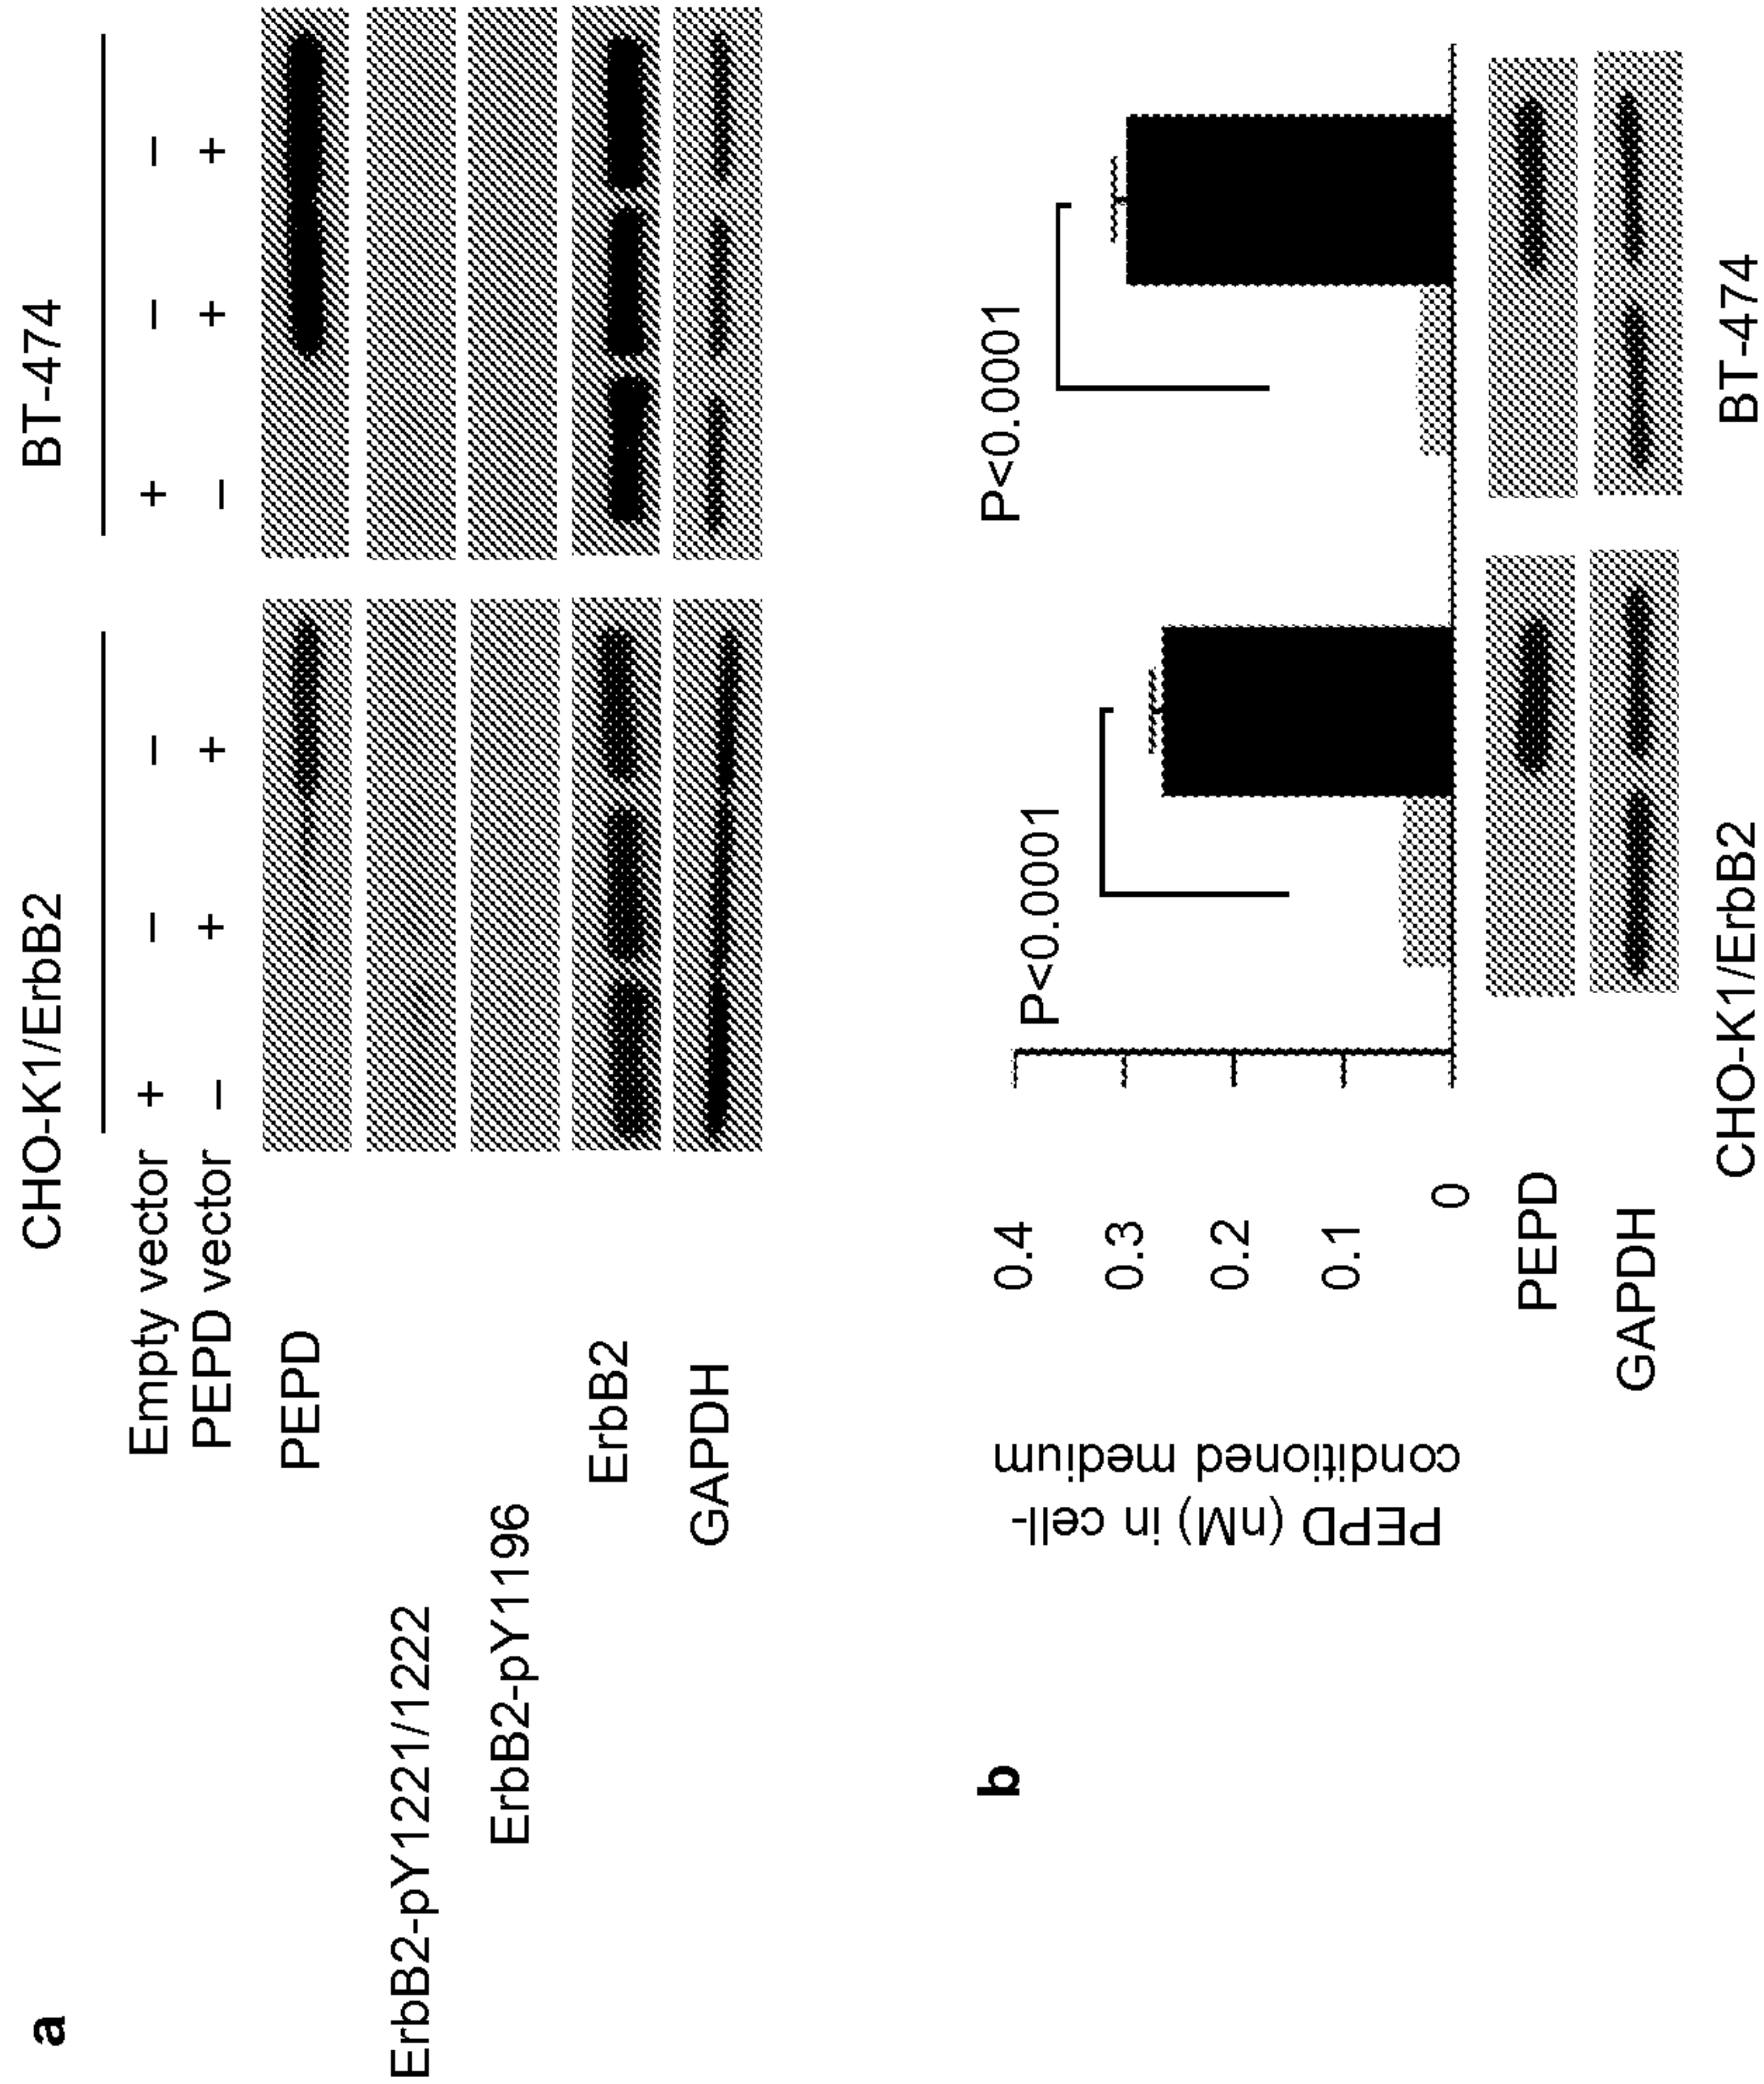 a
CHO-K1/ErbB2
BT-474
Empty vector + − − + − −
PEPD vector − + + − + +
PEPD
ErbB2-pY1221/1222
ErbB2-pY1196
ErbB2
GAPDH
b
PEPD (nM) in cell-
conditioned medium
0.4
0.3
0.2
0.1
0
P<0.0001
P<0.0001
PEPD
GAPDH
CHO-K1/ErbB2
BT-474